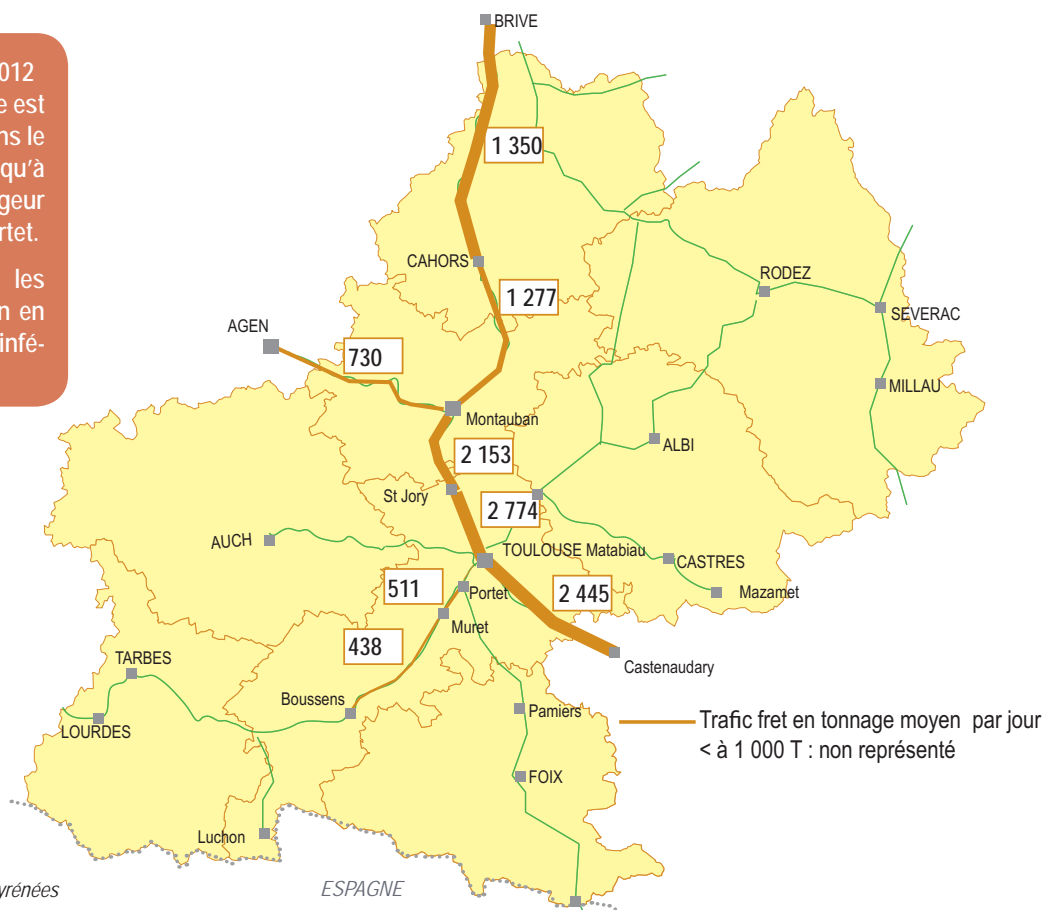 012
e est
ns le
qu'à
geur
rtet.
les
n en
infé-
BRIVE
1 350
CAHORS
1 277
RODEZ
SEVERAC
AGEN
730
MILLAU
Montauban
ALBI
2 153
St Jory
2 774
AUCH
TOULOUSE Matabiau
CASTRES
511
Portet
2 445
Mazamet
Muret
438
TARBES
Castenaudary
Boussens
Pamiers
LOURDES
Trafic fret en tonnage moyen par jour
< à 1 000 T : non représenté
FOIX
Luchon
yrénées
ESPAGNE